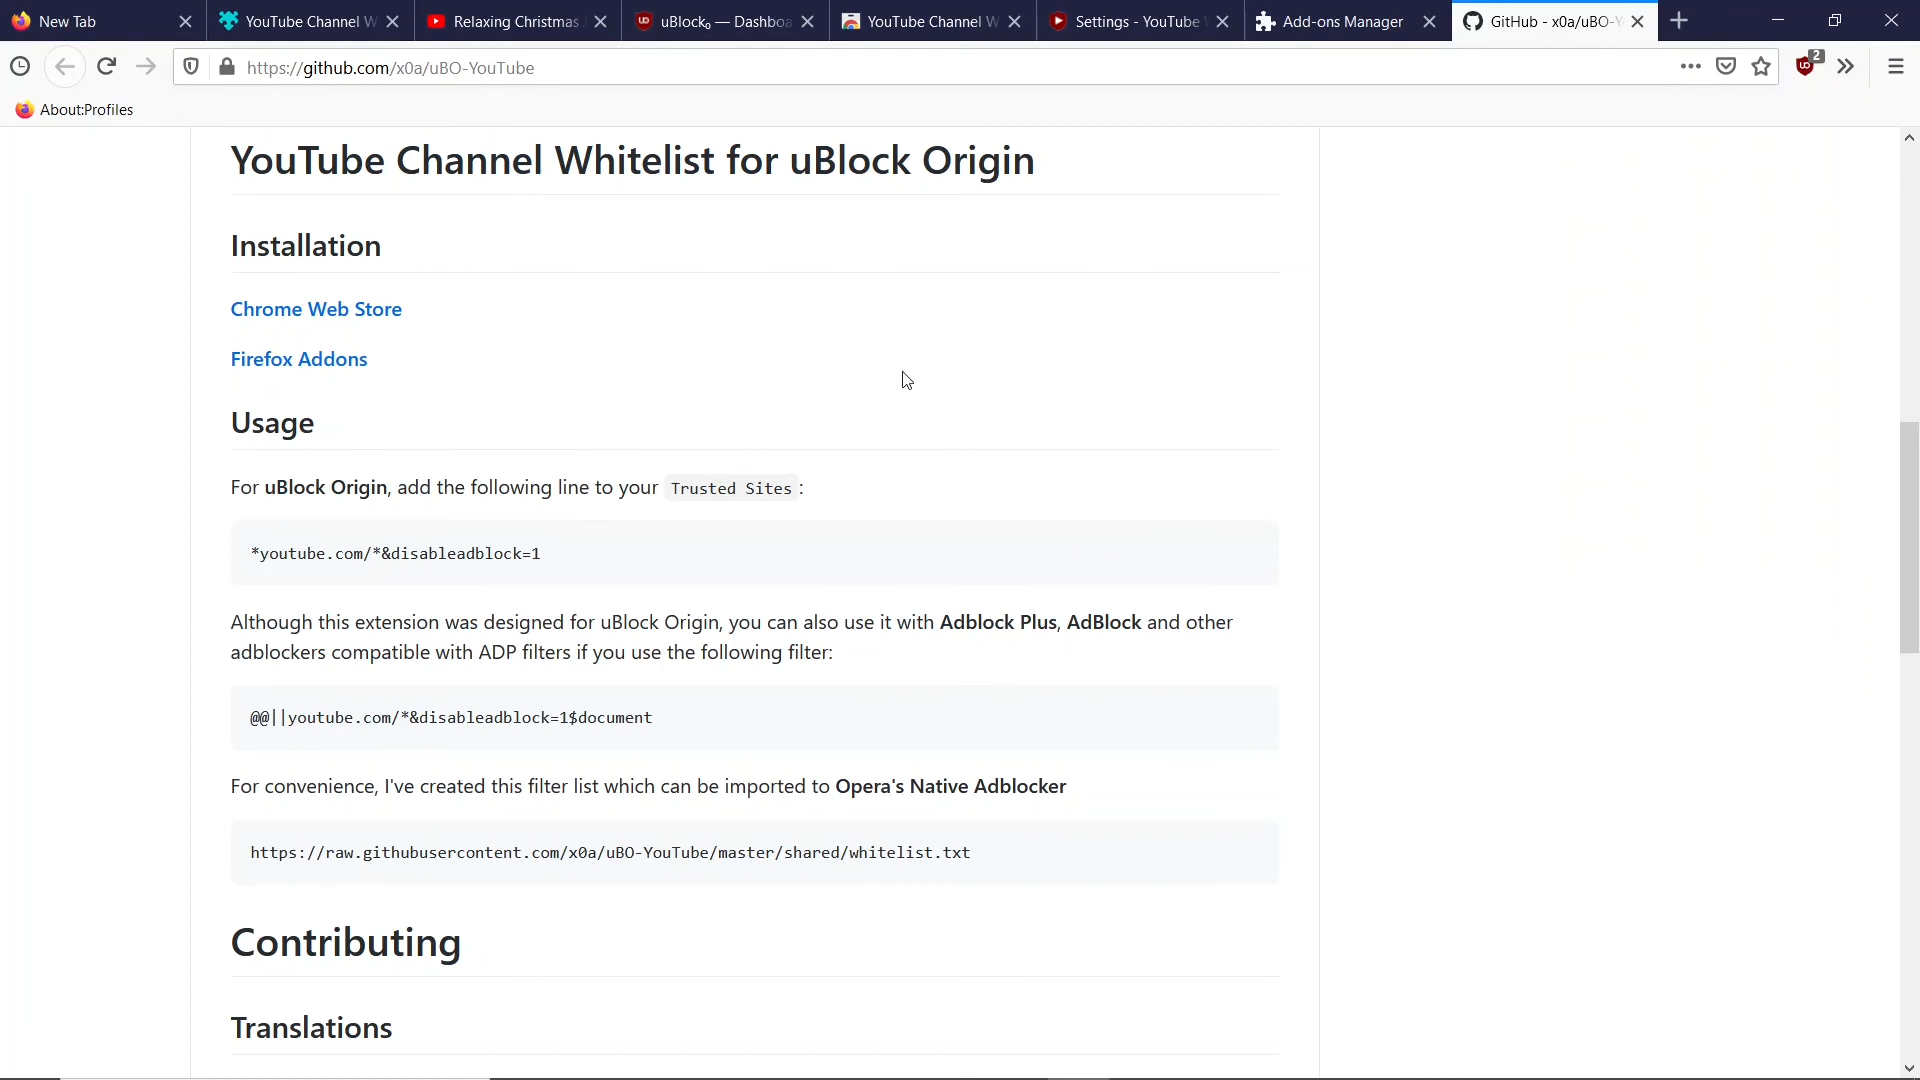 New Tab
YouTube Channel W
Relaxing Christmas
uBlock₀ — Dashboa
YouTube Channel W
Settings - YouTube
Add-ons Manager
GitHub - x0a/uBO-Y
https://github.com/x0a/uBO-YouTube
2
About:Profiles
YouTube Channel Whitelist for uBlock Origin
Installation
Chrome Web Store
Firefox Addons
Usage
For uBlock Origin, add the following line to your Trusted Sites :
*youtube.com/*&disableadblock=1
Although this extension was designed for uBlock Origin, you can also use it with Adblock Plus, AdBlock and other
adblockers compatible with ADP filters if you use the following filter:
@@||youtube.com/*&disableadblock=1$document
For convenience, I've created this filter list which can be imported to Opera's Native Adblocker
https://raw.githubusercontent.com/x0a/uBO-YouTube/master/shared/whitelist.txt
Contributing
Translations